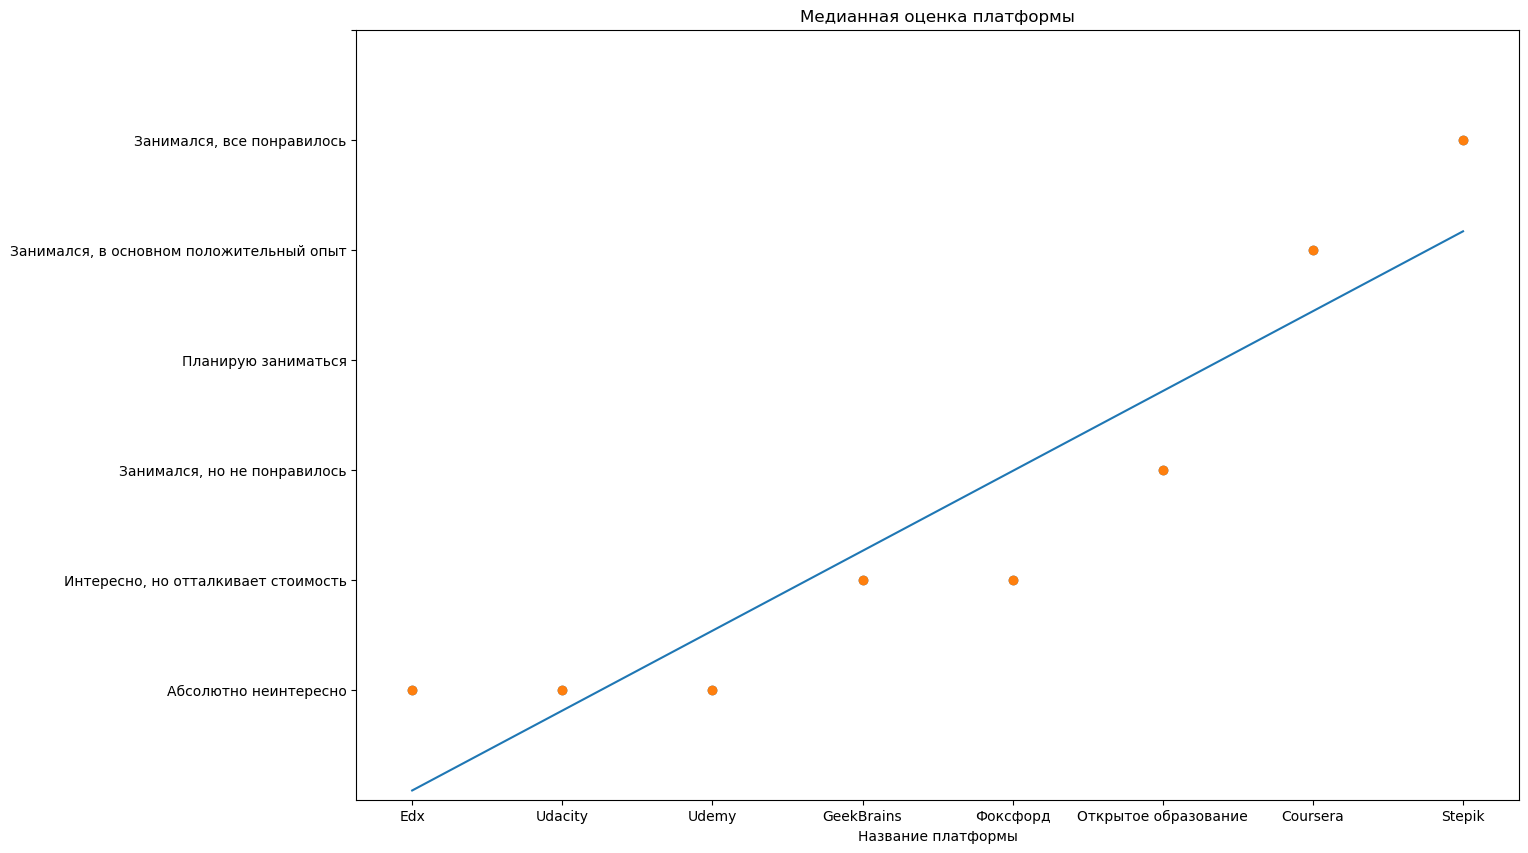 Медианная оценка платформы
Занимался, все понравилось
Занимался, в основном положительный опыт
Планирую заниматься
Занимался, но не понравилось
Интересно, но отталкивает стоимость
Абсолютно неинтересно
Edx Udacity Udemy GeekBrains Фоксфорд Открытое образование Coursera Stepik
Название платформы